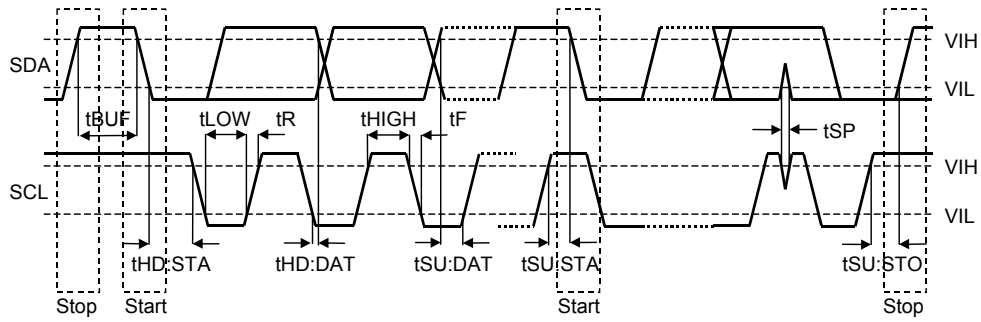 VIH
SDA
VIL
tBUF tLOW tR tHIGH tF tSP
VIH
SCL
VIL
tHD:STA tHD:DAT tSU:DAT tSU:STA tSU:STO
Stop Start Start Stop